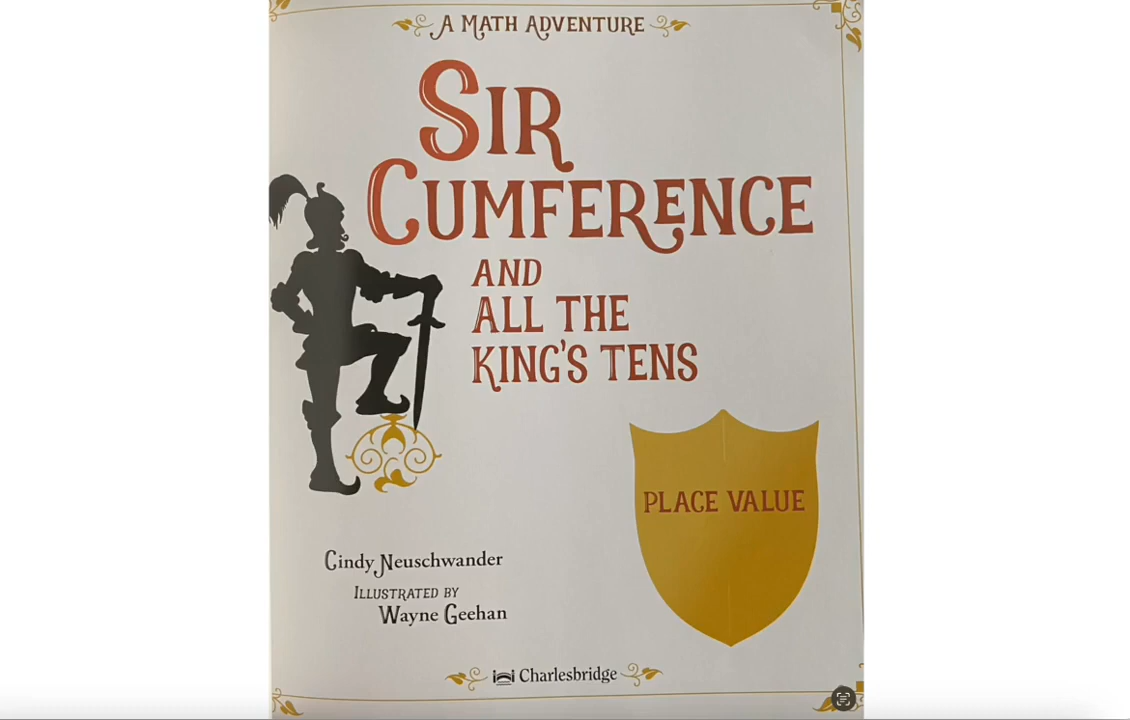 A MATH ADVENTURE
SIR
CUMFERENCE
AND
ALL THE
KING'S TENS
PLACE VALUE
Cindy Neuschwander
ILLUSTRATED BY
Wayne Geehan
Charlesbridge